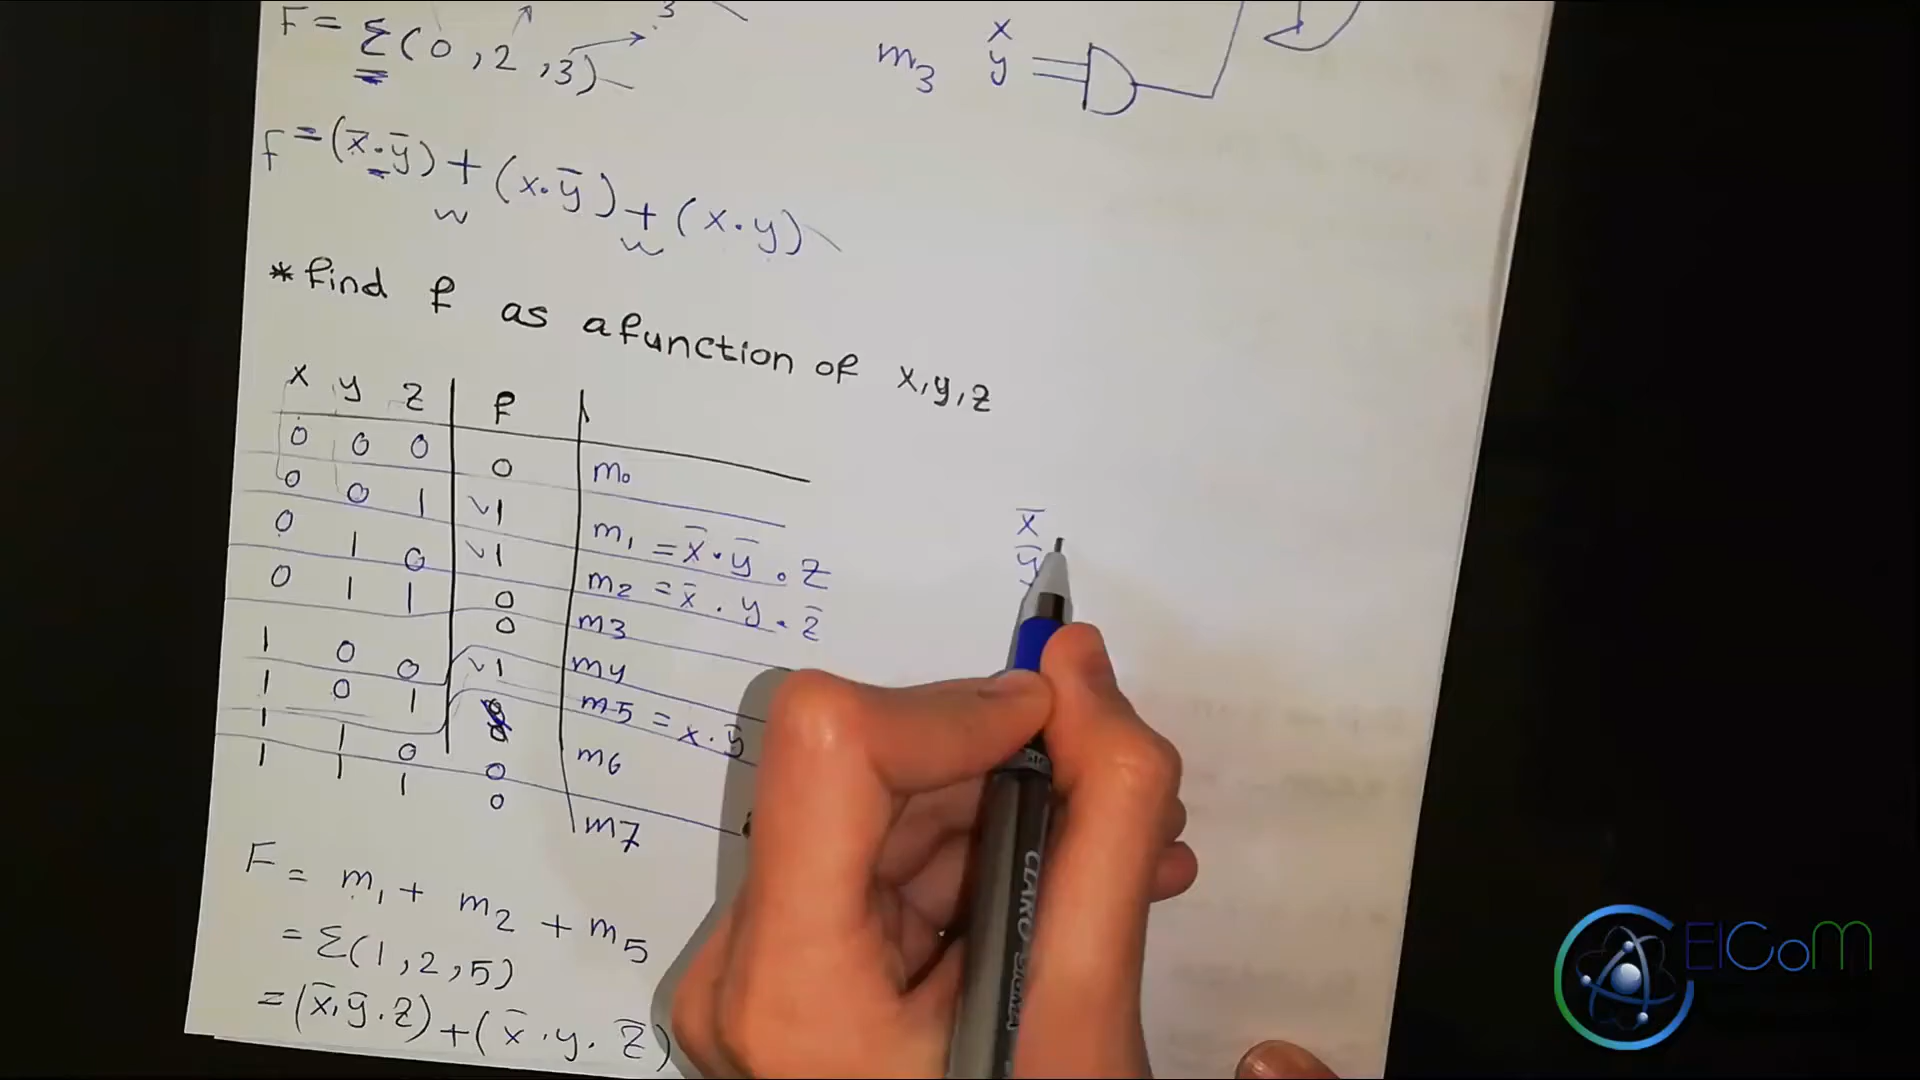 F = Σ(0, 2, 3)
3
m3 x
y
f = (x̅·y̅) + (x·y̅) + (x·y)
*find f as a function of x,y,z
x y z f
0 0 0 0 m0
0 0 1 1 m1 = x̅·y̅·z
0 1 0 1 m2 = x̅·y·z̅
0 1 1 0 m3
1 0 0 0 m4
1 0 1 1 m5 = x·y̅
1 1 0 0 m6
1 1 1 0 m7
F = m1 + m2 + m5
= Σ(1, 2, 5)
= (x̅·y̅·z) + (x̅·y·z̅)
x̅
y̅
CLARO
ElCoM